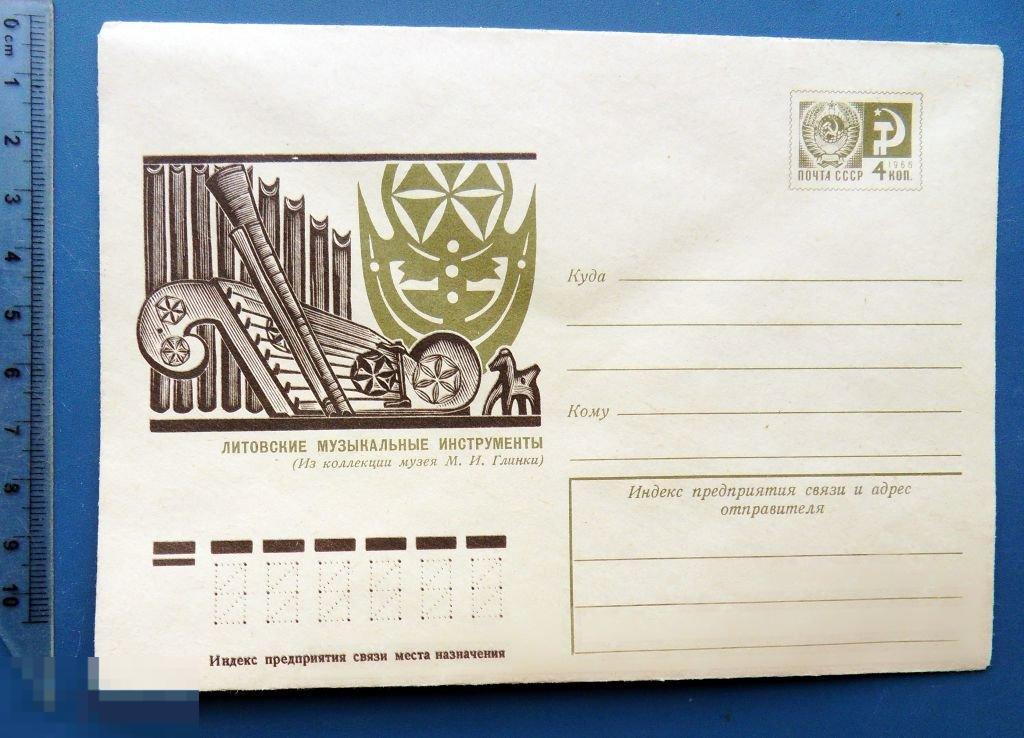 0 cm
1
2
3
4
5
6
7
8
9
10
1966
ПОЧТА СССР 4 КОП.
Куда
Кому
ЛИТОВСКИЕ МУЗЫКАЛЬНЫЕ ИНСТРУМЕНТЫ
(Из коллекции музея М. И. Глинки)
Индекс предприятия связи и адрес
отправителя
Индекс предприятия связи места назначения